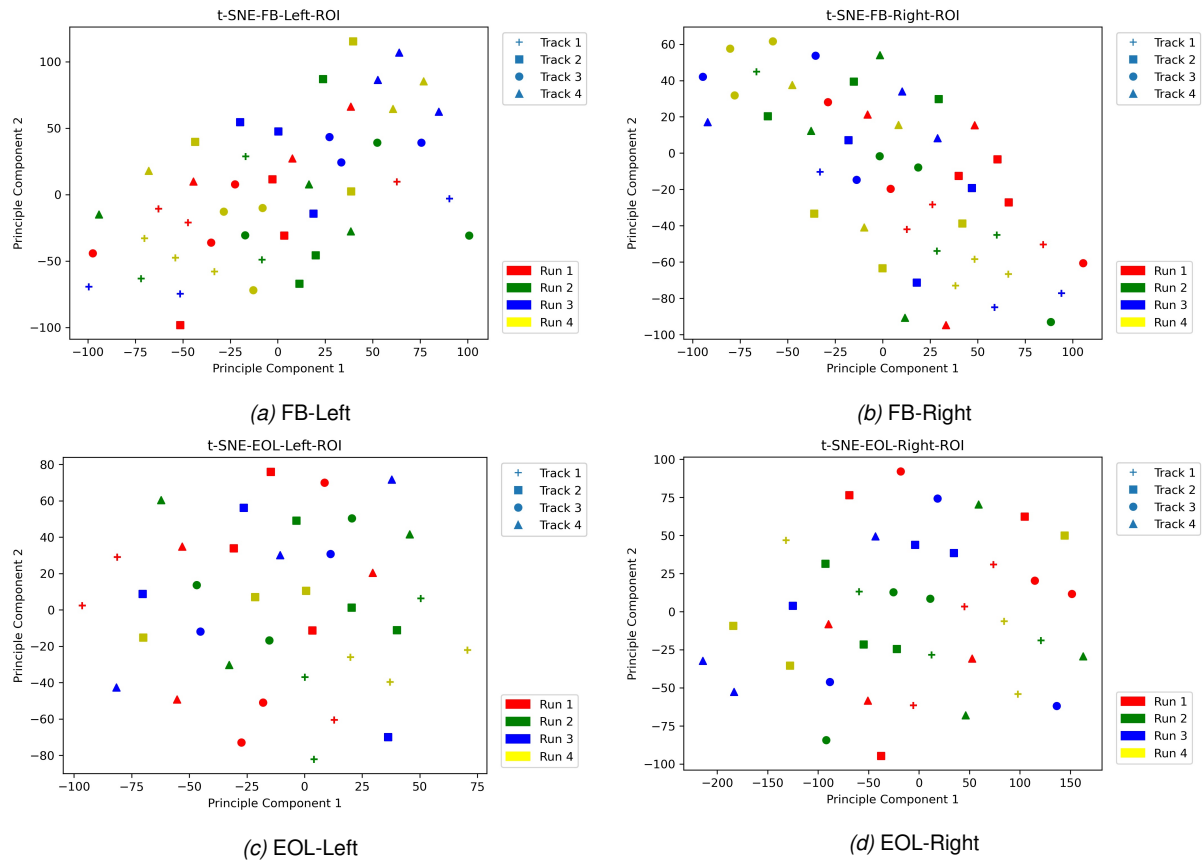 t-SNE-FB-Left-ROI
Principle Component 2
100
50
0
−50
−100
−100 −75 −50 −25 0 25 50 75 100
Principle Component 1
Track 1
Track 2
Track 3
Track 4
Run 1
Run 2
Run 3
Run 4
(a) FB-Left
t-SNE-FB-Right-ROI
Principle Component 2
60
40
20
0
−20
−40
−60
−80
−100
−100 −75 −50 −25 0 25 50 75 100
Principle Component 1
Track 1
Track 2
Track 3
Track 4
Run 1
Run 2
Run 3
Run 4
(b) FB-Right
t-SNE-EOL-Left-ROI
Principle Component 2
80
60
40
20
0
−20
−40
−60
−80
−100 −75 −50 −25 0 25 50 75
Principle Component 1
Track 1
Track 2
Track 3
Track 4
Run 1
Run 2
Run 3
Run 4
(c) EOL-Left
t-SNE-EOL-Right-ROI
Principle Component 2
100
75
50
25
0
−25
−50
−75
−100
−200 −150 −100 −50 0 50 100 150
Principle Component 1
Track 1
Track 2
Track 3
Track 4
Run 1
Run 2
Run 3
Run 4
(d) EOL-Right